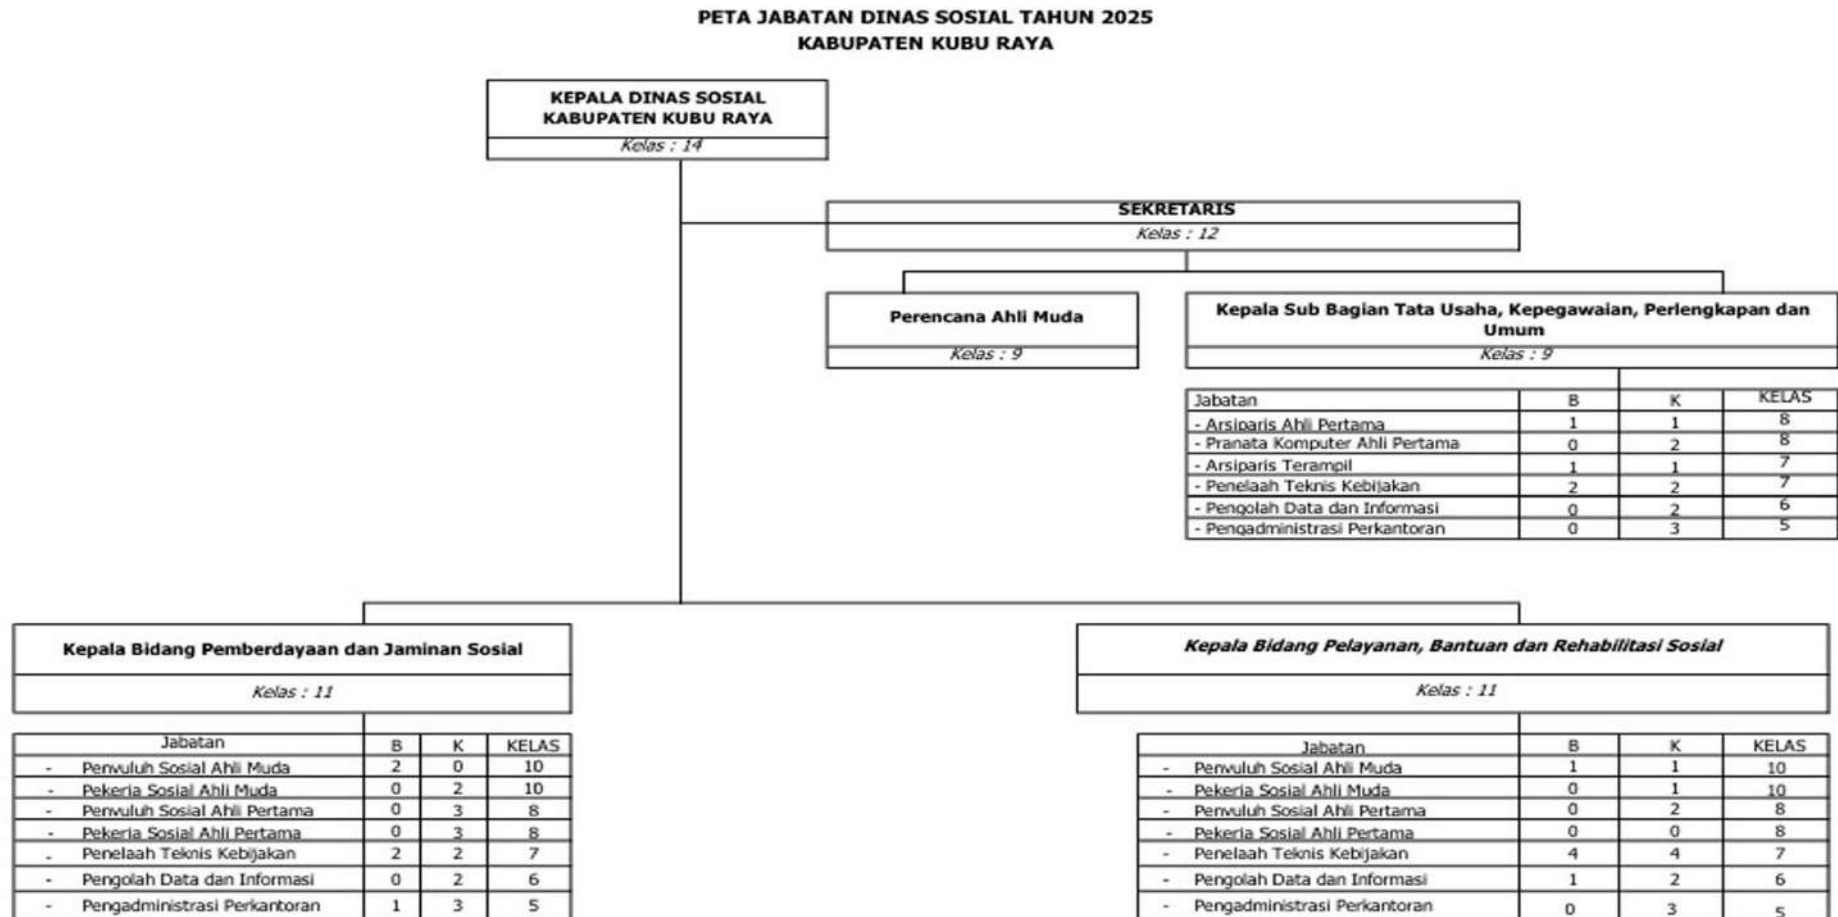 PETA JABATAN DINAS SOSIAL TAHUN 2025
KABUPATEN KUBU RAYA
KEPALA DINAS SOSIAL
KABUPATEN KUBU RAYA
Kelas : 14
SEKRETARIS
Kelas : 12
Perencana Ahli Muda
Kelas : 9
Kepala Sub Bagian Tata Usaha, Kepegawaian, Perlengkapan dan
Umum
Kelas : 9
Jabatan B K KELAS
- Arsiparis Ahli Pertama 1 1 8
- Pranata Komputer Ahli Pertama 0 2 8
- Arsiparis Terampil 1 1 7
- Penelaah Teknis Kebijakan 2 2 7
- Pengolah Data dan Informasi 0 2 6
- Pengadministrasi Perkantoran 0 3 5
Kepala Bidang Pemberdayaan dan Jaminan Sosial
Kelas : 11
Jabatan B K KELAS
- Penyuluh Sosial Ahli Muda 2 0 10
- Pekerja Sosial Ahli Muda 0 2 10
- Penyuluh Sosial Ahli Pertama 0 3 8
- Pekerja Sosial Ahli Pertama 0 3 8
- Penelaah Teknis Kebijakan 2 2 7
- Pengolah Data dan Informasi 0 2 6
- Pengadministrasi Perkantoran 1 3 5
Kepala Bidang Pelayanan, Bantuan dan Rehabilitasi Sosial
Kelas : 11
Jabatan B K KELAS
- Penyuluh Sosial Ahli Muda 1 1 10
- Pekerja Sosial Ahli Muda 0 1 10
- Penyuluh Sosial Ahli Pertama 0 2 8
- Pekerja Sosial Ahli Pertama 0 0 8
- Penelaah Teknis Kebijakan 4 4 7
- Pengolah Data dan Informasi 1 2 6
- Pengadministrasi Perkantoran 0 3 5